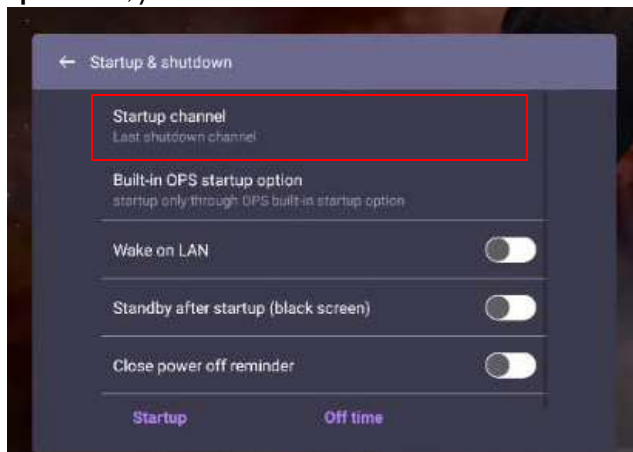 ← Startup & shutdown
Startup channel
Last shutdown channel
Built-in OPS startup option
startup only through OPS built-in startup option
Wake on LAN
Standby after startup (black screen)
Close power off reminder
Startup Off time